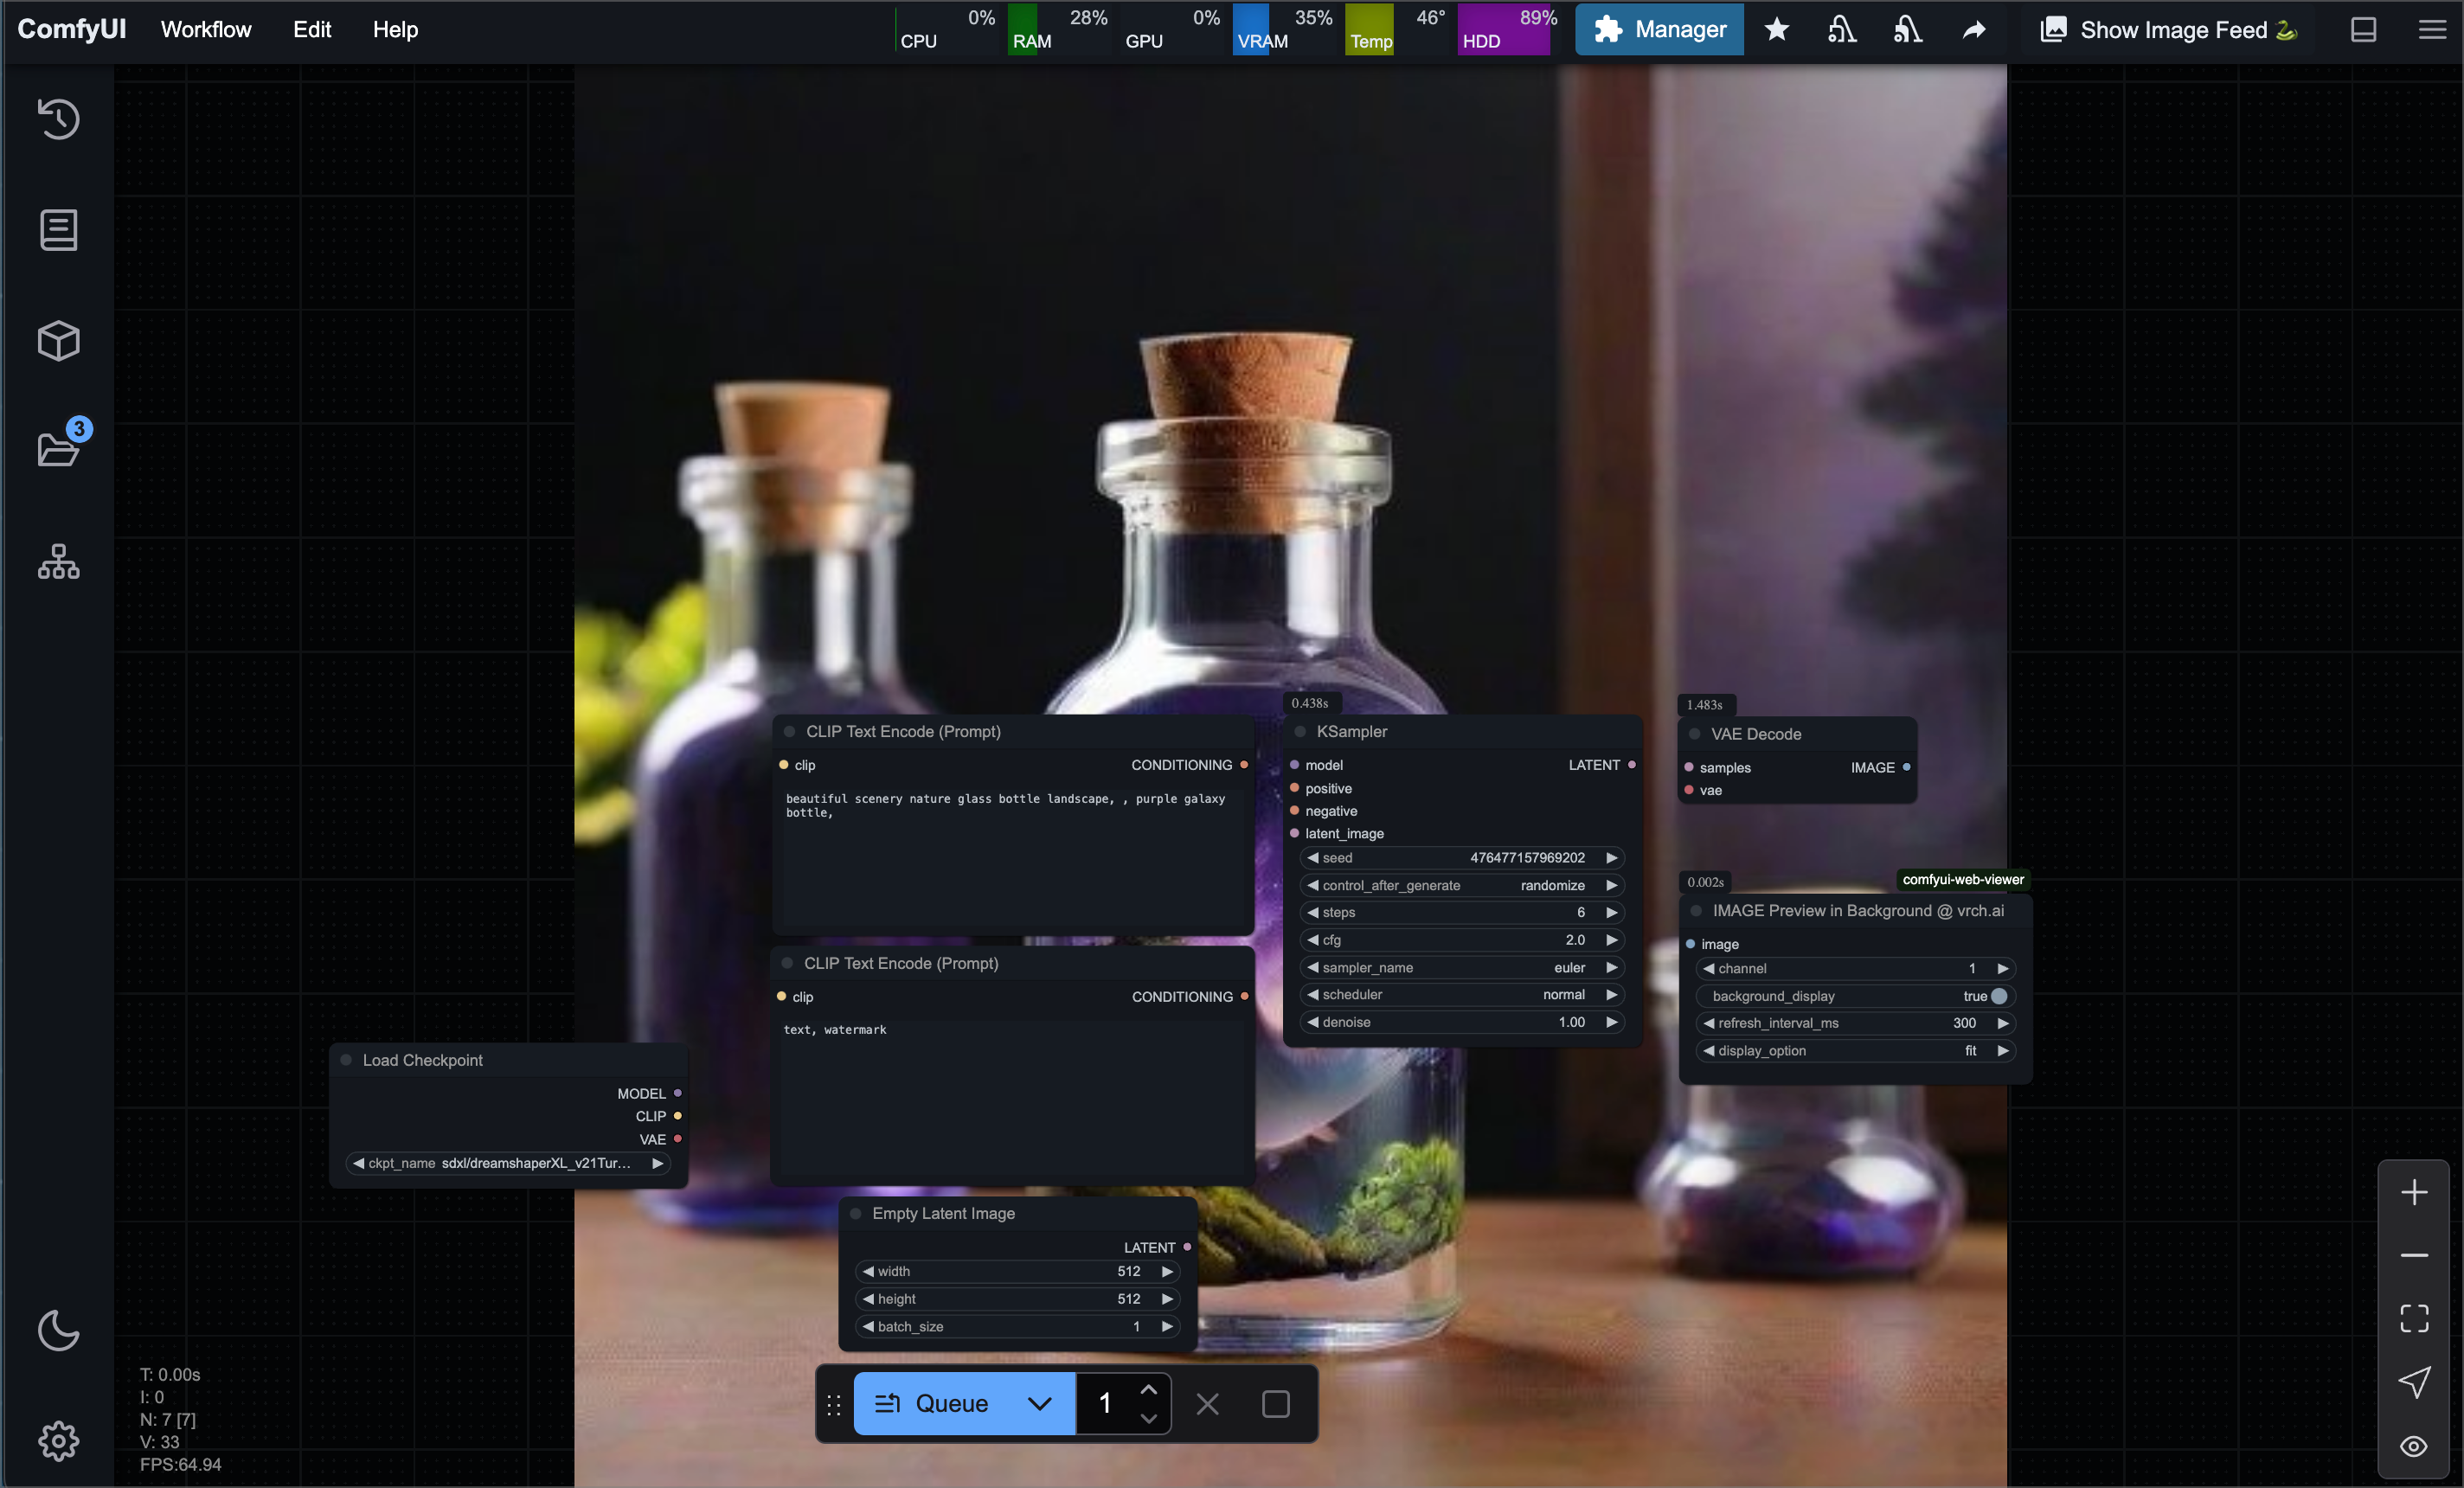 ComfyUI Workflow Edit Help
0% 28% 0% 35% 46° 89%
CPU RAM GPU VRAM Temp HDD
Manager
Show Image Feed
3
0.438s
1.483s
CLIP Text Encode (Prompt)
clip CONDITIONING
beautiful scenery nature glass bottle landscape, , purple galaxy
bottle,
KSampler
model LATENT
positive
negative
latent_image
seed 476477157969202
control_after_generate randomize
steps 6
cfg 2.0
sampler_name euler
scheduler normal
denoise 1.00
VAE Decode
samples IMAGE
vae
0.002s
comfyui-web-viewer
IMAGE Preview in Background @ vrch.ai
image
channel 1
background_display true
refresh_interval_ms 300
display_option fit
CLIP Text Encode (Prompt)
clip CONDITIONING
text, watermark
Load Checkpoint
MODEL
CLIP
VAE
ckpt_name sdxl/dreamshaperXL_v21Tur...
Empty Latent Image
LATENT
width 512
height 512
batch_size 1
Queue 1
T: 0.00s
I: 0
N: 7 [7]
V: 33
FPS:64.94